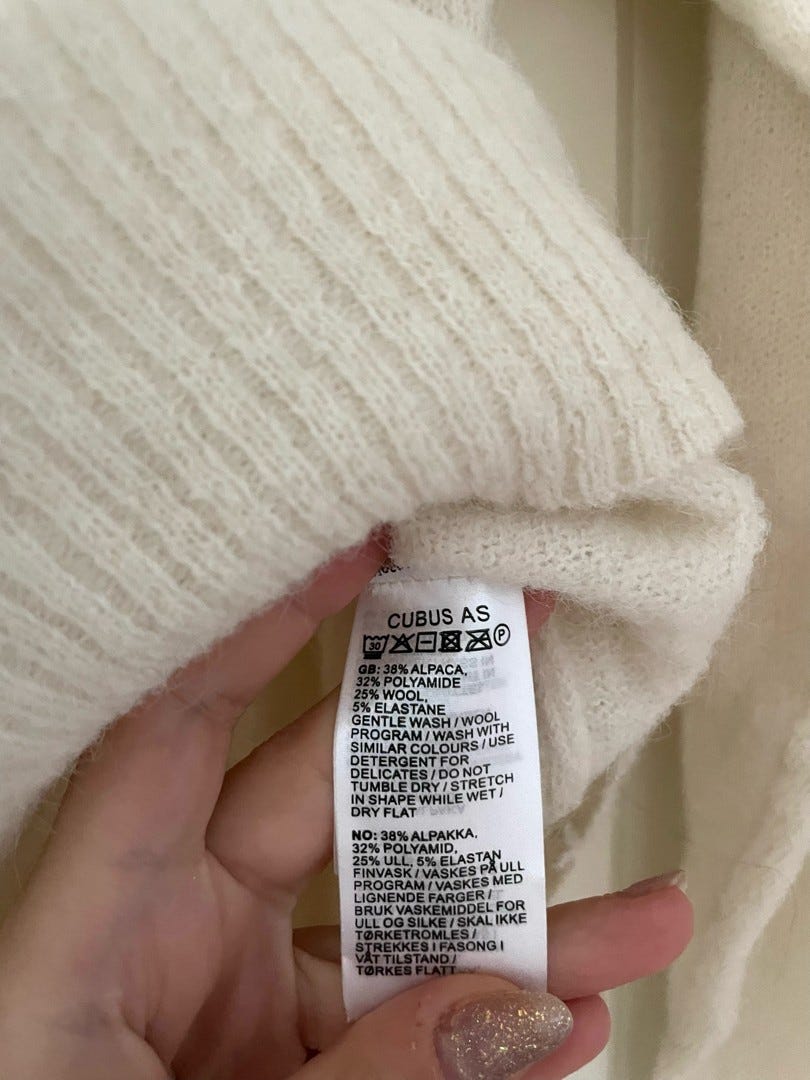 CUBUS AS
30 P
GB: 38% ALPACA,
32% POLYAMIDE
25% WOOL,
5% ELASTANE
GENTLE WASH / WOOL
PROGRAM / WASH WITH
SIMILAR COLOURS / USE
DETERGENT FOR
DELICATES / DO NOT
TUMBLE DRY / STRETCH
IN SHAPE WHILE WET /
DRY FLAT
NO: 38% ALPAKKA,
32% POLYAMID,
25% ULL, 5% ELASTAN
FINVASK / VASKES PÅ ULL
PROGRAM / VASKES MED
LIGNENDE FARGER /
BRUK VASKEMIDDEL FOR
ULL OG SILKE / SKAL IKKE
TØRKETROMLES /
STREKKES I FASONG I
VÅT TILSTAND /
TØRKES FLATT